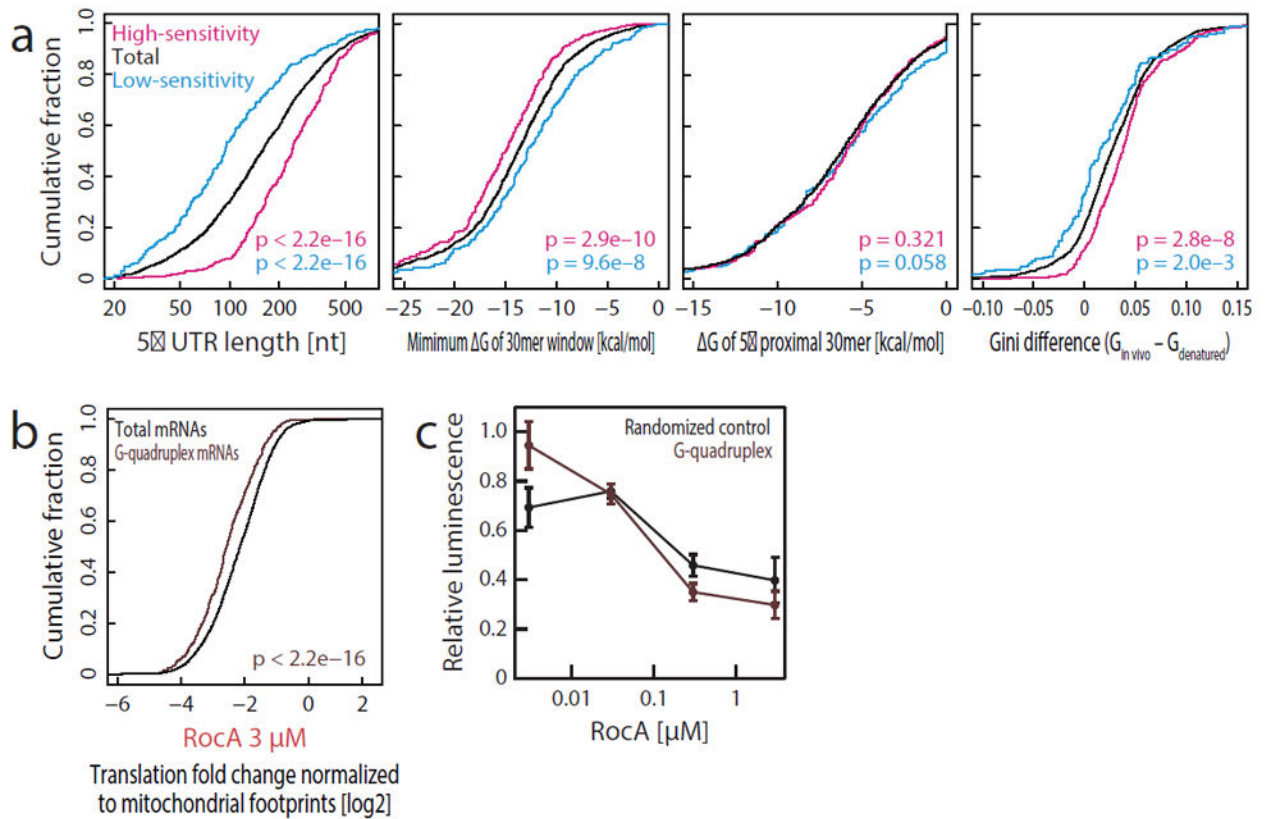 a
High-sensitivity
Total
Low-sensitivity
Cumulative fraction
1.0
0.8
0.6
0.4
0.2
0
p < 2.2e−16
p < 2.2e−16
20 50 100 200 500
5 UTR length [nt]
p = 2.9e−10
p = 9.6e−8
−25 −20 −15 −10 −5 0
Mimimum ΔG of 30mer window [kcal/mol]
p = 0.321
p = 0.058
−15 −10 −5 0
ΔG of 5 proximal 30mer [kcal/mol]
p = 2.8e−8
p = 2.0e−3
−0.10 −0.05 0 0.05 0.10 0.15
Gini difference (Gin vivo − Gdenatured)
b
Total mRNAs
G-quadruplex mRNAs
Cumulative fraction
1.0
0.8
0.6
0.4
0.2
0
p < 2.2e−16
−6 −4 −2 0 2
RocA 3 μM
Translation fold change normalized
to mitochondrial footprints [log2]
c
Randomized control
G-quadruplex
Relative luminescence
1.0
0.8
0.6
0.4
0.2
0
0.01 0.1 1
RocA [μM]